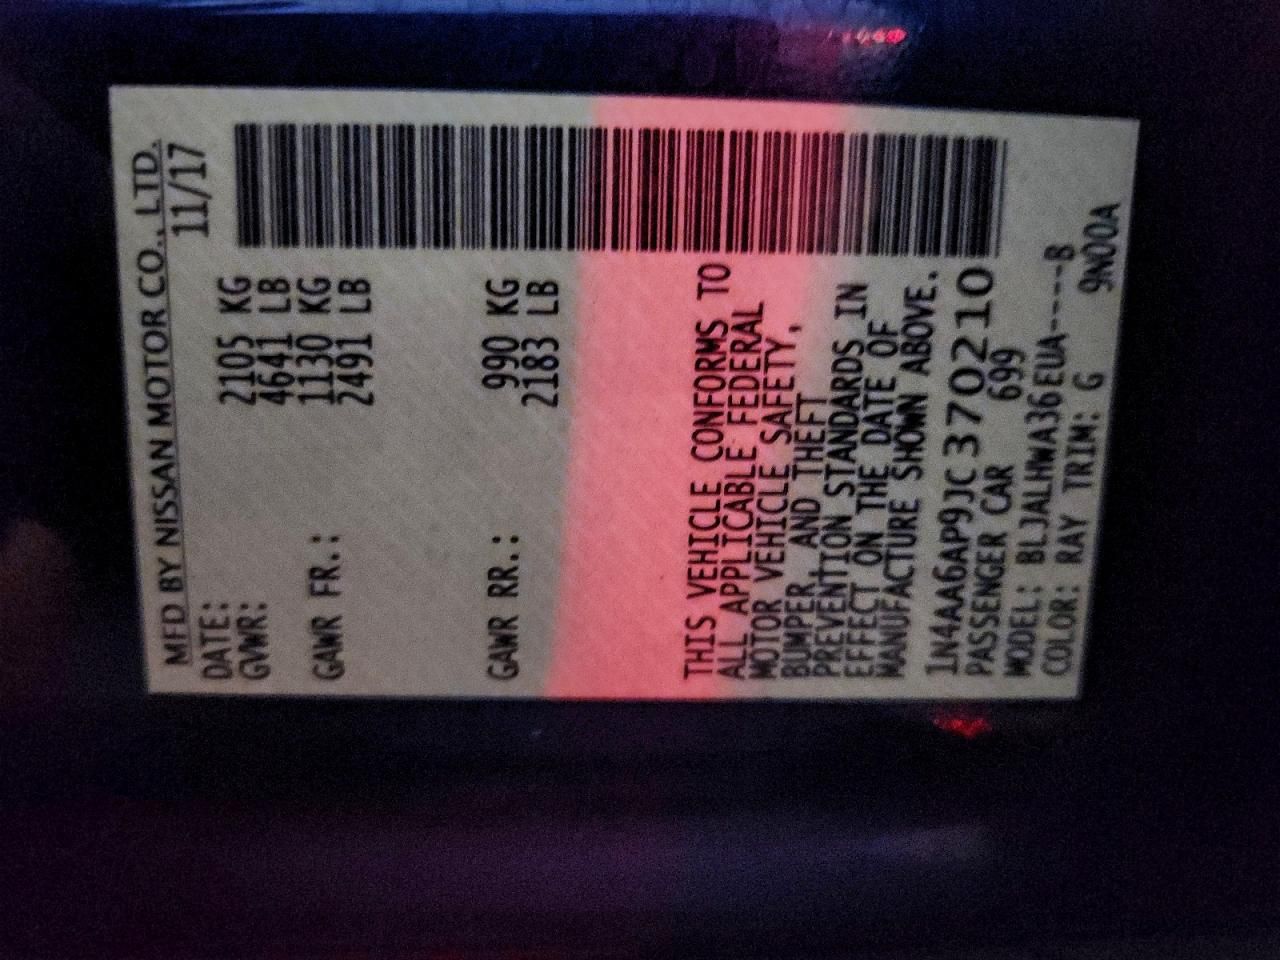 MFD BY NISSAN MOTOR CO., LTD.
DATE: 11/17
GVWR: 2105 KG
4641 LB
GAWR FR.: 1130 KG
2491 LB
GAWR RR.: 990 KG
2183 LB
THIS VEHICLE CONFORMS TO
ALL APPLICABLE FEDERAL
MOTOR VEHICLE SAFETY,
BUMPER, AND THEFT
PREVENTION STANDARDS IN
EFFECT ON THE DATE OF
MANUFACTURE SHOWN ABOVE.
1N4AA6AP9JC370210
PASSENGER CAR 699
MODEL: BLJALHWA36EUA----B
COLOR: RAY TRIM: G 9N00A